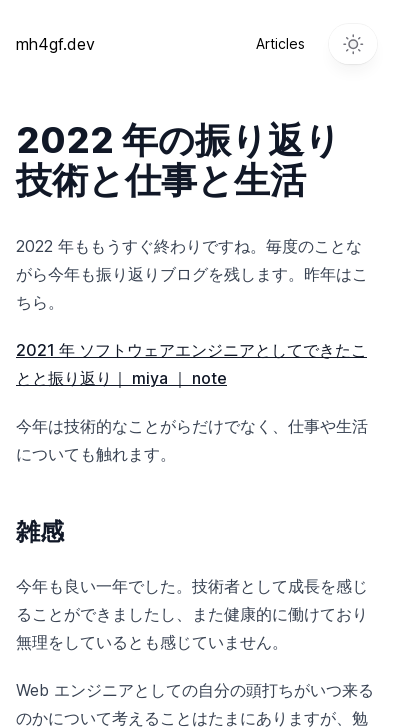 mh4gf.dev
Articles
2022 年の振り返り
技術と仕事と生活
2022 年ももうすぐ終わりですね。毎度のことな
がら今年も振り返りブログを残します。昨年はこ
ちら。
2021 年 ソフトウェアエンジニアとしてできたこ
とと振り返り｜ miya ｜ note
今年は技術的なことがらだけでなく、仕事や生活
についても触れます。
雑感
今年も良い一年でした。技術者として成長を感じ
ることができましたし、また健康的に働けており
無理をしているとも感じていません。
Web エンジニアとしての自分の頭打ちがいつ来る
のかについて考えることはたまにありますが、勉